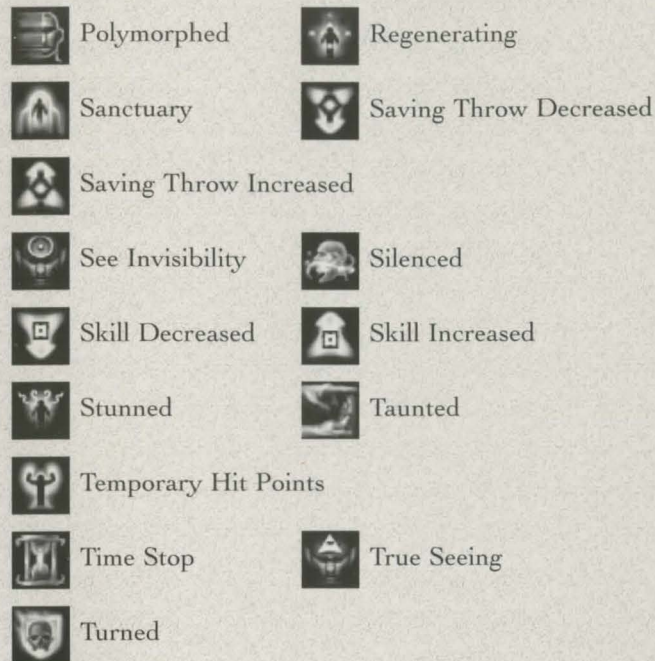 Polymorphed Regenerating
Sanctuary Saving Throw Decreased
Saving Throw Increased
See Invisibility Silenced
Skill Decreased Skill Increased
Stunned Taunted
Temporary Hit Points
Time Stop True Seeing
Turned